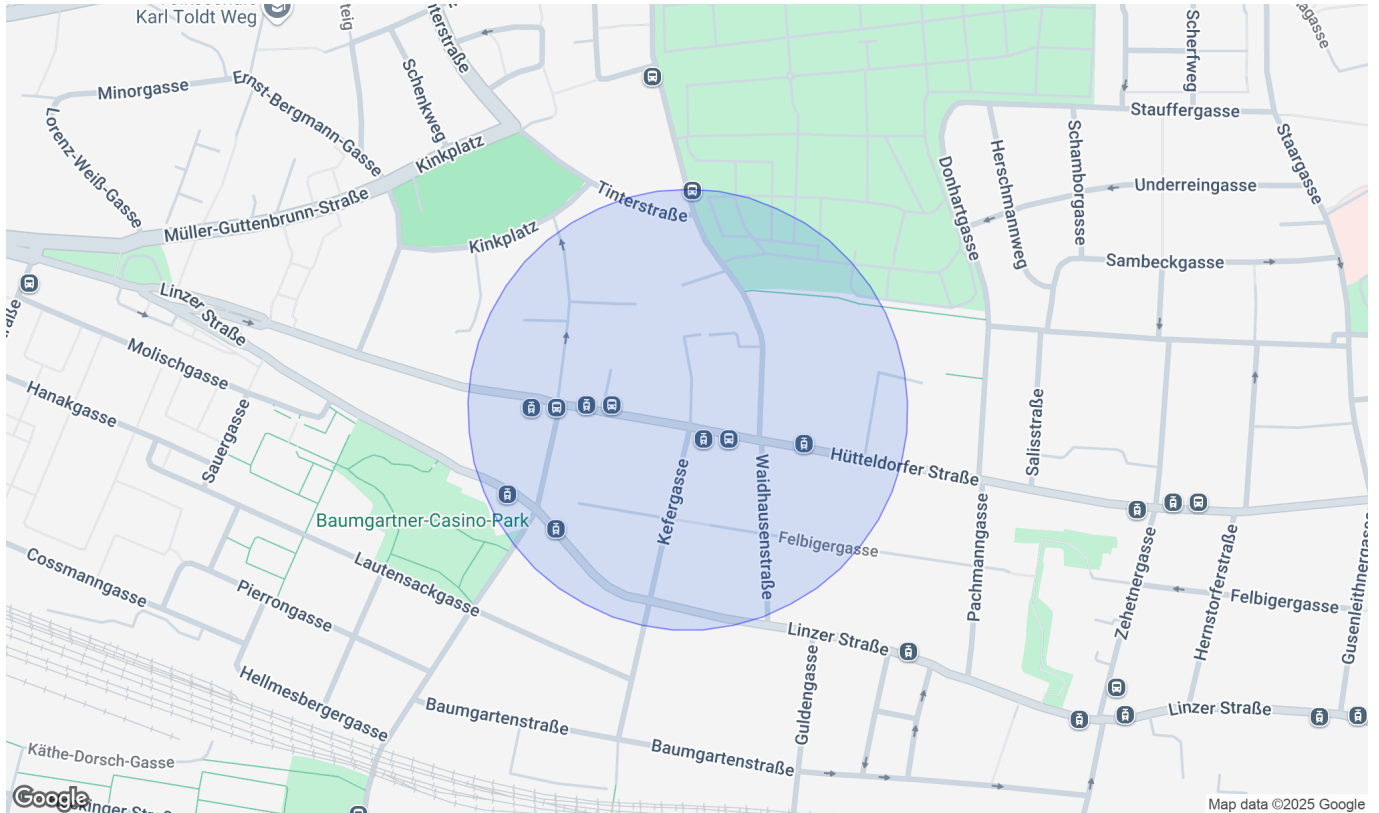 Karl Toldt Weg
Minorgasse
Ernst-Bergmann-Gasse
Schenkweg
Lorenz-Weiß-Gasse
Kinkplatz
Müller-Guttenbrunn-Straße
Kinkplatz
Tinterstraße
Scherfweg
Stauffergasse
Staargasse
Donhartgasse
Herschmannweg
Schamborgasse
Underreingasse
Sambeckgasse
Linzer Straße
Molischgasse
Hanakgasse
Sauergasse
Hütteldorfer Straße
Salisstraße
Baumgartner-Casino-Park
Kefergasse
Waidhausenstraße
Felbigergasse
Pachmanngasse
Zehetnergasse
Hernstorferstraße
Felbigergasse
Gusenleithnergasse
Cossmanngasse
Pierrongasse
Lautensackgasse
Linzer Straße
Guldengasse
Hellmesbergergasse
Baumgartenstraße
Baumgartenstraße
Linzer Straße
Käthe-Dorsch-Gasse
Google
Map data ©2025 Google